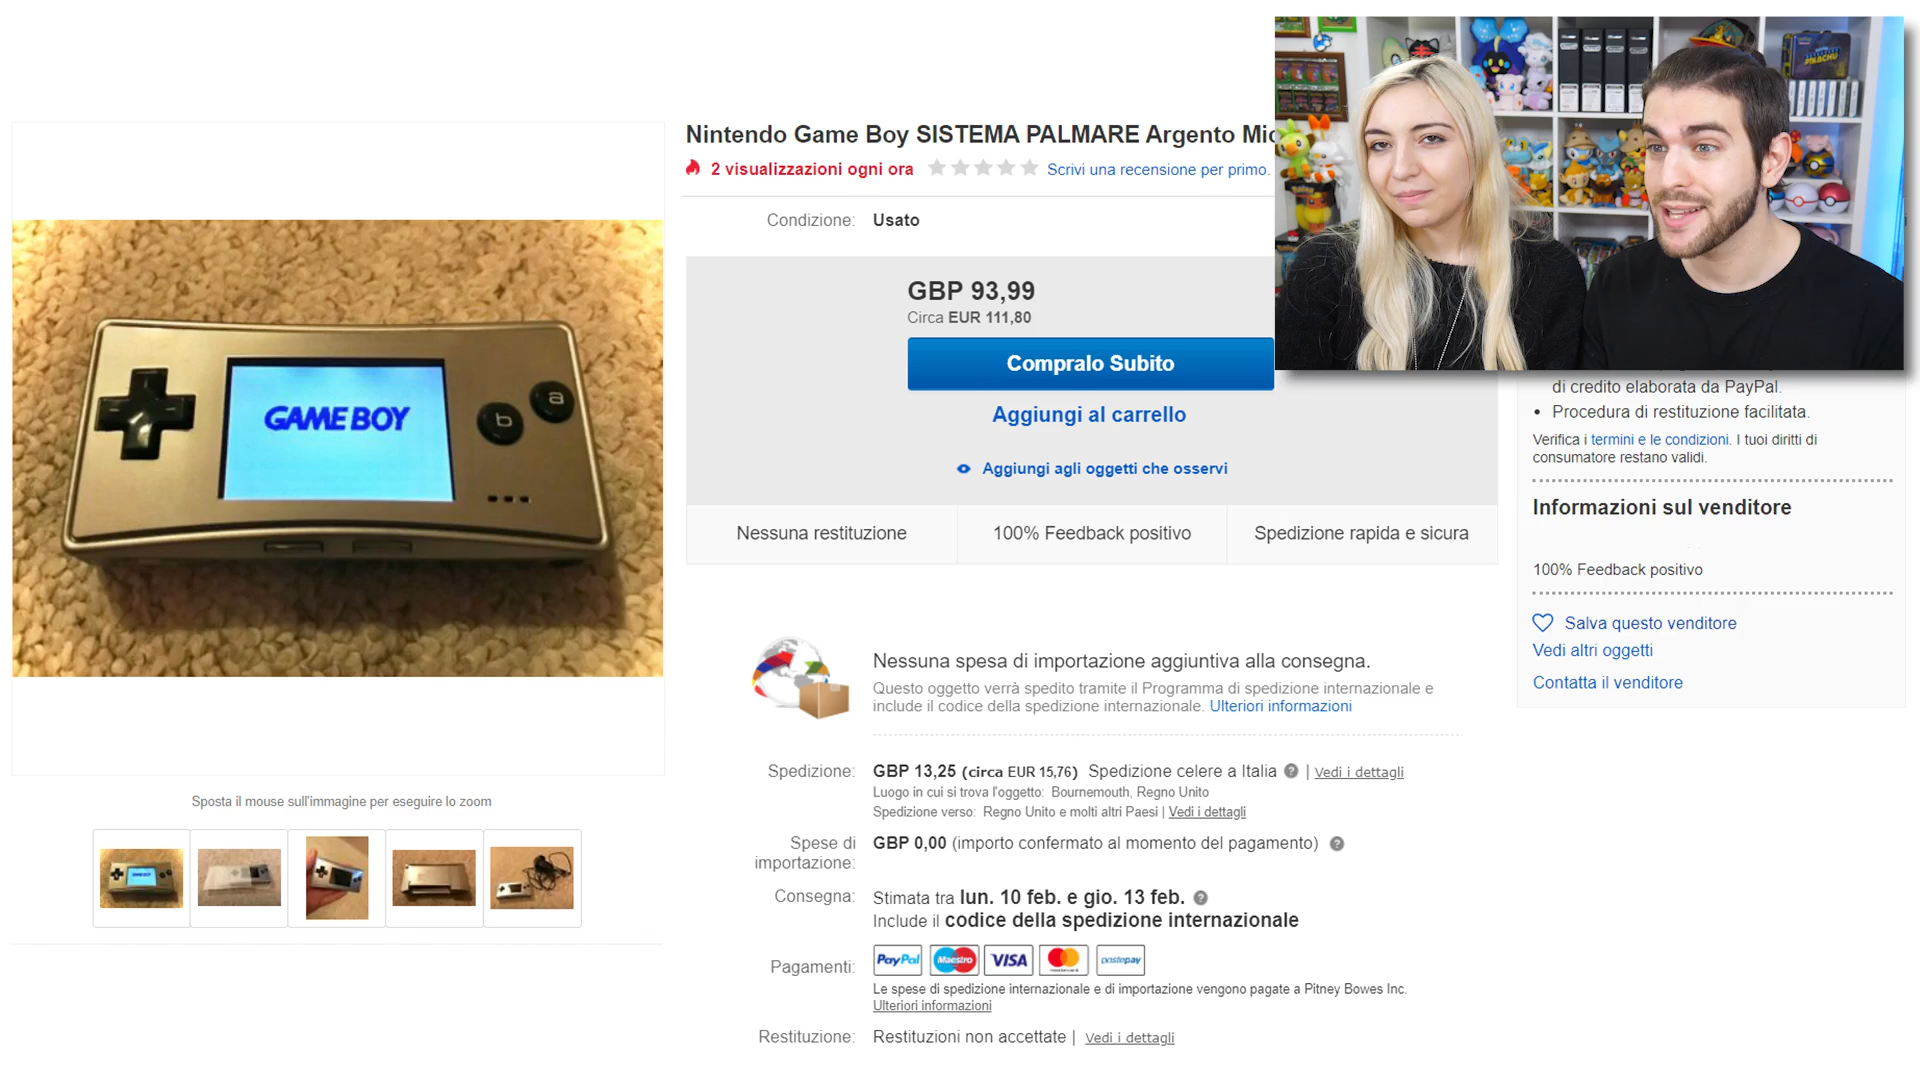 Nintendo Game Boy SISTEMA PALMARE Argento Mic
2 visualizzazioni ogni ora
Scrivi una recensione per primo.
Condizione: Usato
GBP 93,99
Circa EUR 111,80
Compralo Subito
Aggiungi al carrello
Aggiungi agli oggetti che osservi
Nessuna restituzione
100% Feedback positivo
Spedizione rapida e sicura
GAME BOY
a
b
di credito elaborata da PayPal.
• Procedura di restituzione facilitata.
Verifica i termini e le condizioni. I tuoi diritti di
consumatore restano validi.
Informazioni sul venditore
100% Feedback positivo
Salva questo venditore
Vedi altri oggetti
Contatta il venditore
Nessuna spesa di importazione aggiuntiva alla consegna.
Questo oggetto verrà spedito tramite il Programma di spedizione internazionale e
include il codice della spedizione internazionale. Ulteriori informazioni
Spedizione: GBP 13,25 (circa EUR 15,76) Spedizione celere a Italia ? | Vedi i dettagli
Luogo in cui si trova l'oggetto: Bournemouth, Regno Unito
Spedizione verso: Regno Unito e molti altri Paesi | Vedi i dettagli
Spese di importazione: GBP 0,00 (importo confermato al momento del pagamento) ?
Consegna: Stimata tra lun. 10 feb. e gio. 13 feb. ?
Include il codice della spedizione internazionale
Pagamenti: PayPal Maestro VISA postepay
Le spese di spedizione internazionale e di importazione vengono pagate a Pitney Bowes Inc.
Ulteriori informazioni
Restituzione: Restituzioni non accettate | Vedi i dettagli
Sposta il mouse sull'immagine per eseguire lo zoom